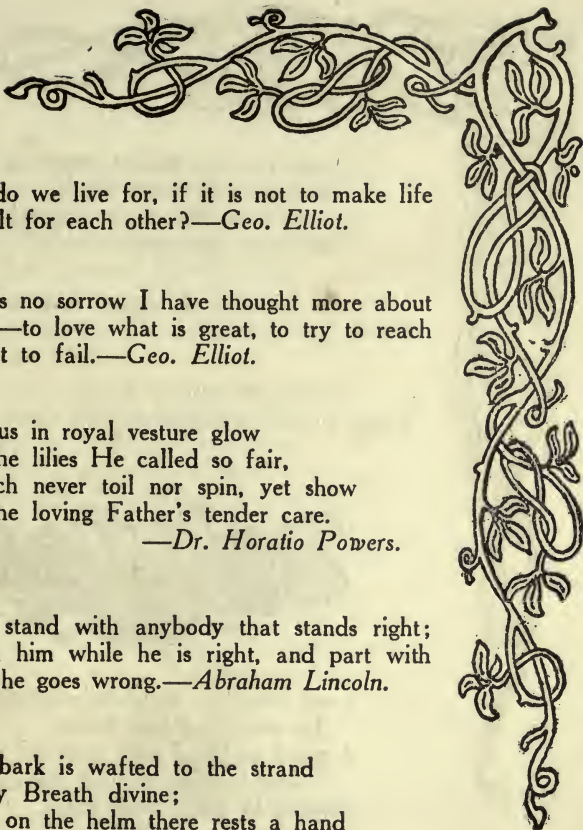 do we live for, if it is not to make life
lt for each other?—Geo. Elliot.
s no sorrow I have thought more about
—to love what is great, to try to reach
t to fail.—Geo. Elliot.
us in royal vesture glow
he lilies He called so fair,
ch never toil nor spin, yet show
he loving Father's tender care.
—Dr. Horatio Powers.
stand with anybody that stands right;
him while he is right, and part with
he goes wrong.—Abraham Lincoln.
bark is wafted to the strand
y Breath divine;
on the helm there rests a hand